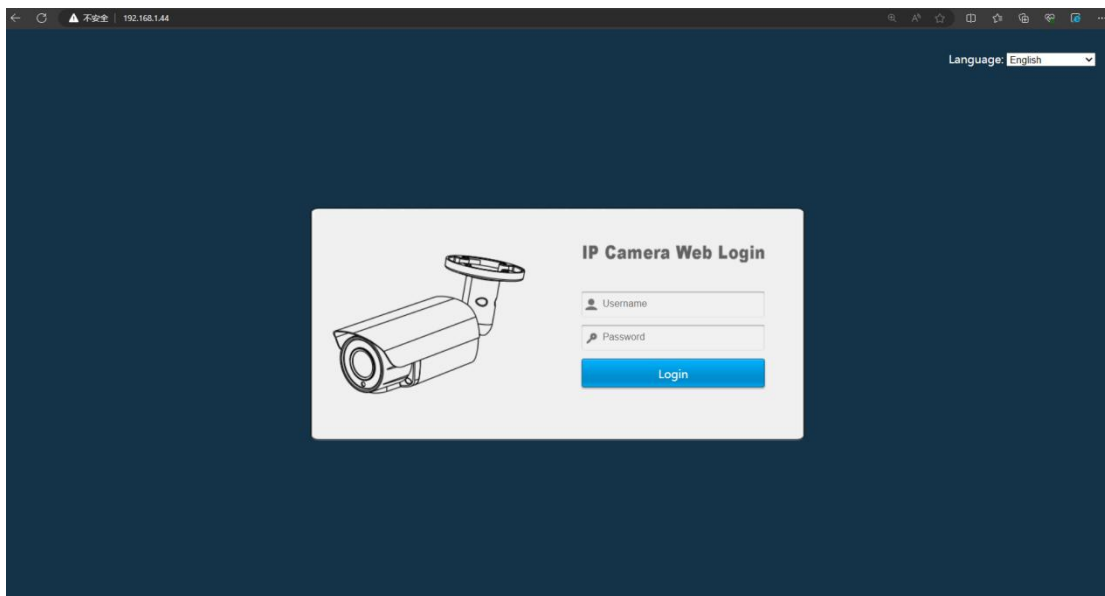 不安全 | 192.168.1.44
Language: English
IP Camera Web Login
Username
Password
Login